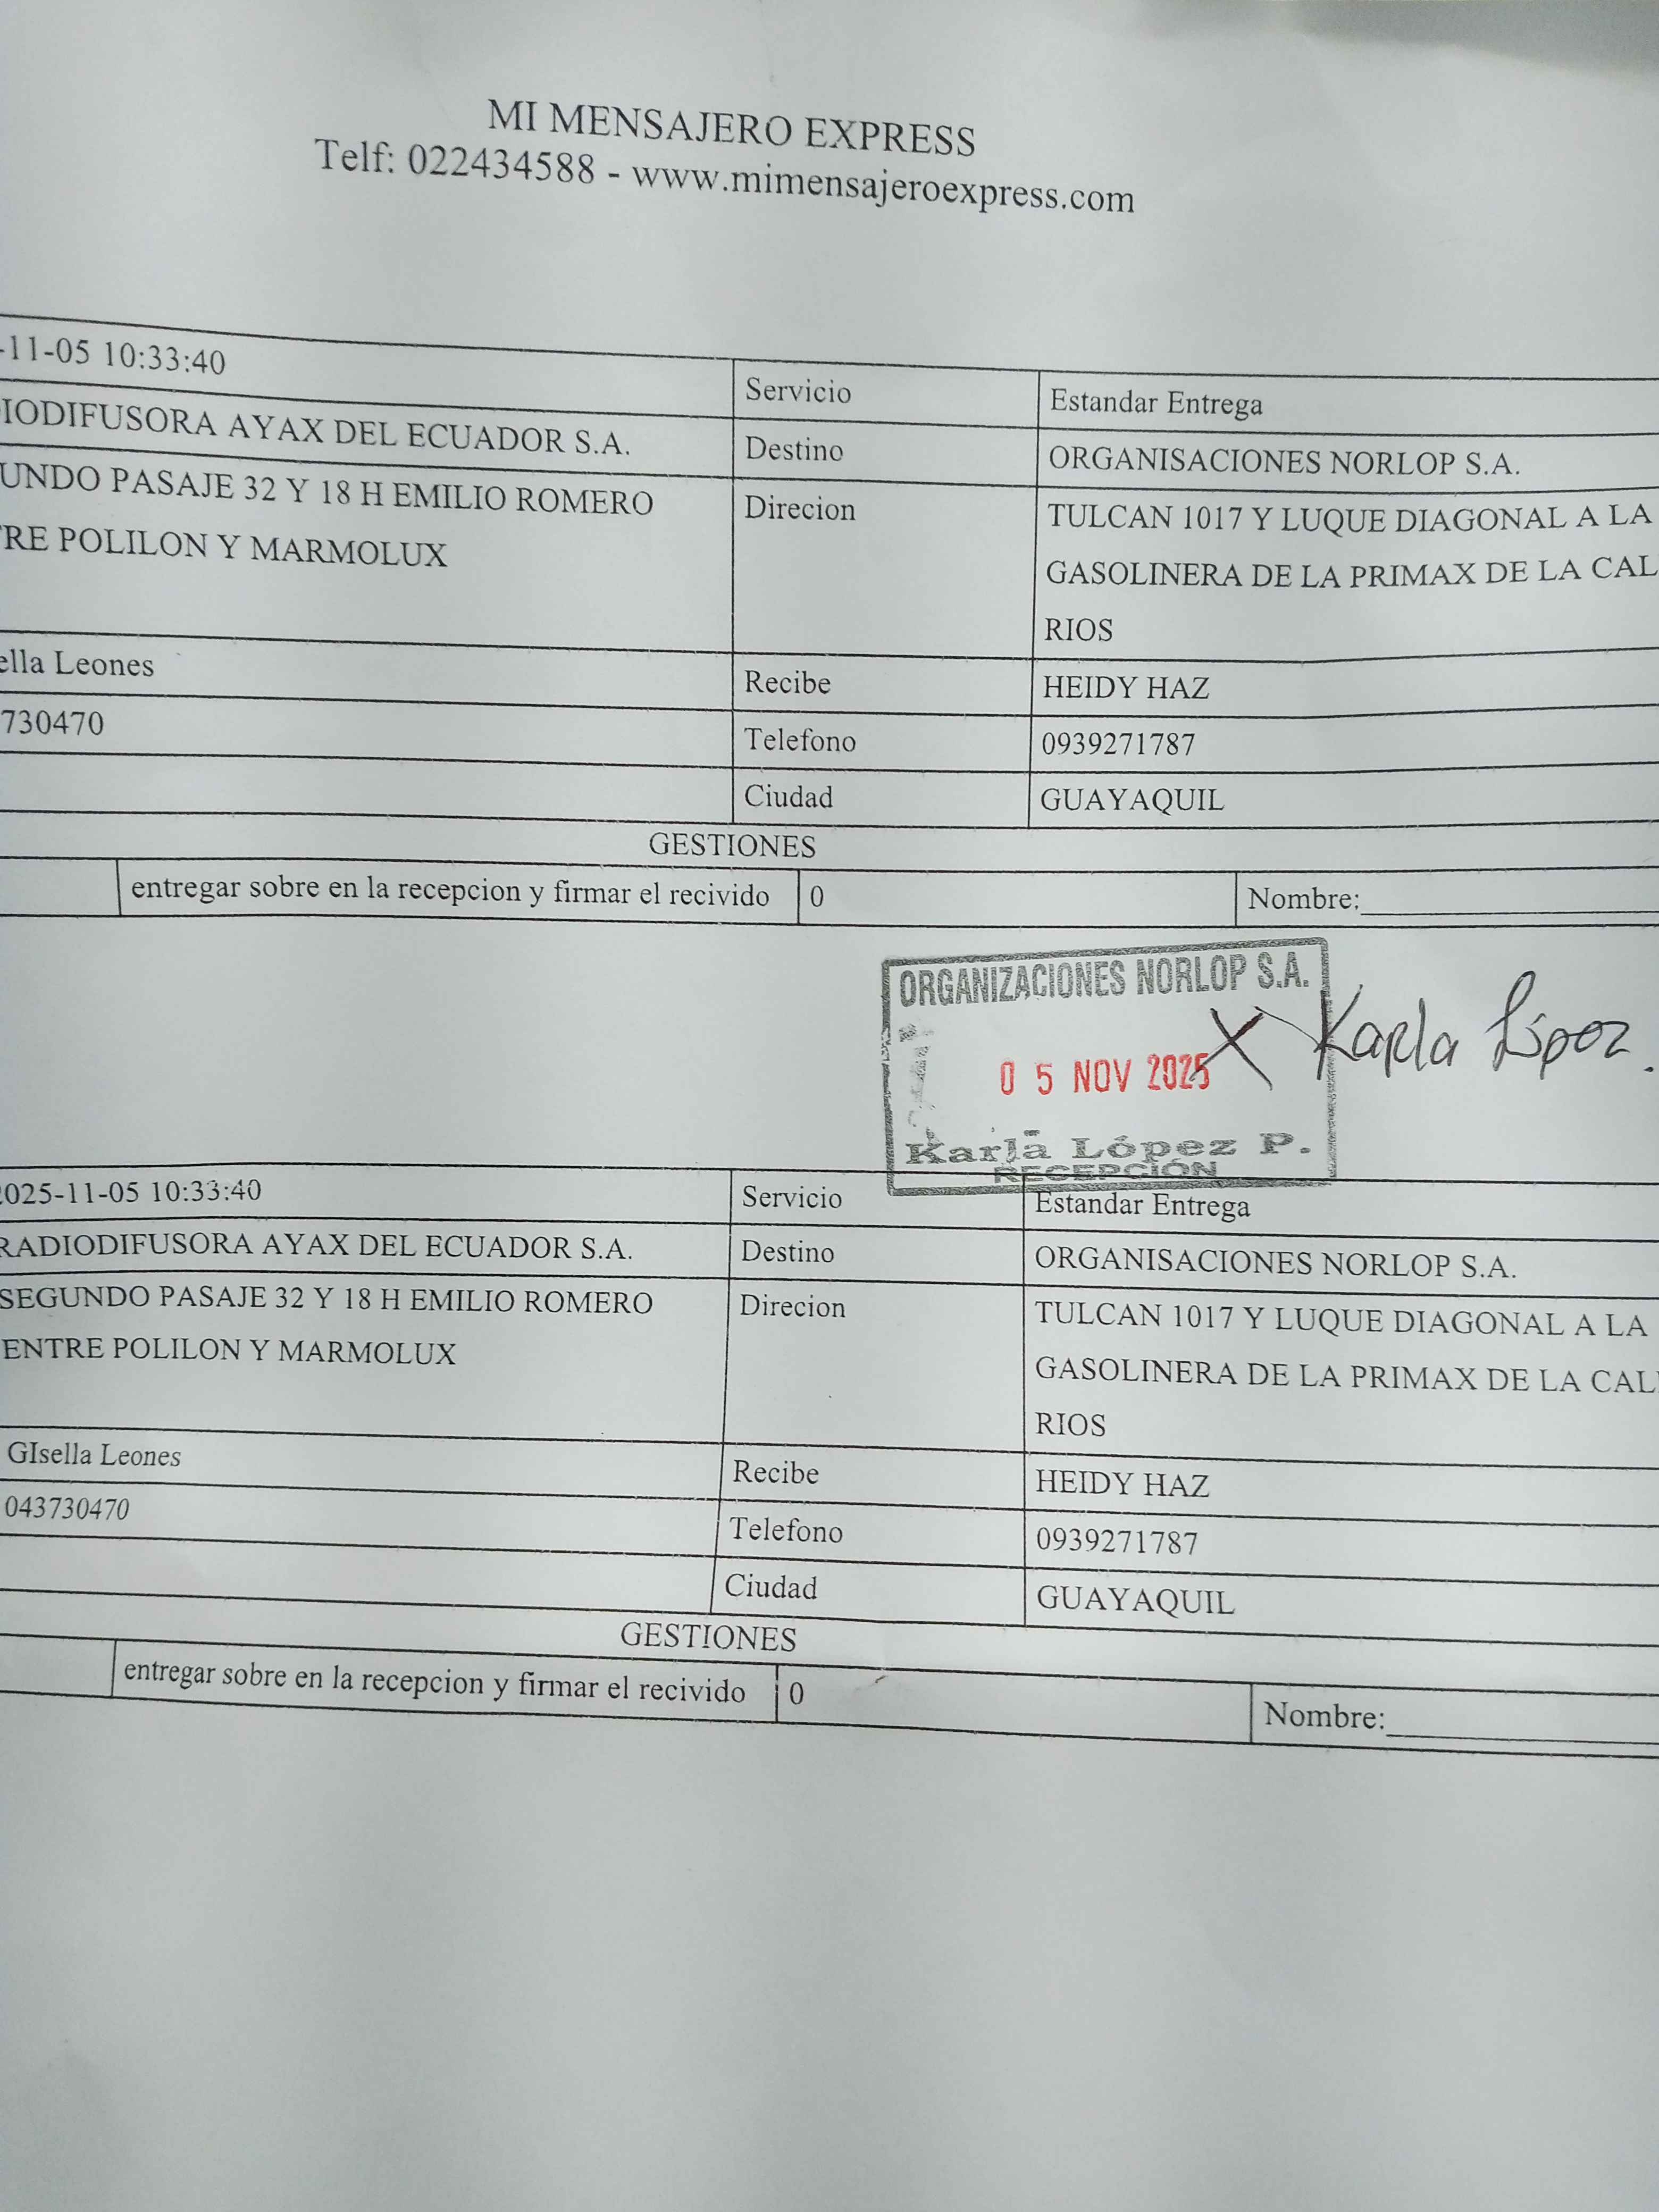 MI MENSAJERO EXPRESS
Telf: 022434588 - www.mimensajeroexpress.com
-11-05 10:33:40 Servicio Estandar Entrega
IODIFUSORA AYAX DEL ECUADOR S.A. Destino ORGANISACIONES NORLOP S.A.
UNDO PASAJE 32 Y 18 H EMILIO ROMERO Direcion TULCAN 1017 Y LUQUE DIAGONAL A LA
RE POLILON Y MARMOLUX GASOLINERA DE LA PRIMAX DE LA CAL
RIOS
ella Leones Recibe HEIDY HAZ
730470 Telefono 0939271787
Ciudad GUAYAQUIL
GESTIONES
entregar sobre en la recepcion y firmar el recivido 0 Nombre:
ORGANIZACIONES NORLOP S.A.
05 NOV 2025 X Karla López.
Karla López P.
RECEPCIÓN
2025-11-05 10:33:40 Servicio Estandar Entrega
RADIODIFUSORA AYAX DEL ECUADOR S.A. Destino ORGANISACIONES NORLOP S.A.
SEGUNDO PASAJE 32 Y 18 H EMILIO ROMERO Direcion TULCAN 1017 Y LUQUE DIAGONAL A LA
ENTRE POLILON Y MARMOLUX GASOLINERA DE LA PRIMAX DE LA CAL
RIOS
GIsella Leones Recibe HEIDY HAZ
043730470 Telefono 0939271787
Ciudad GUAYAQUIL
GESTIONES
entregar sobre en la recepcion y firmar el recivido 0 Nombre: